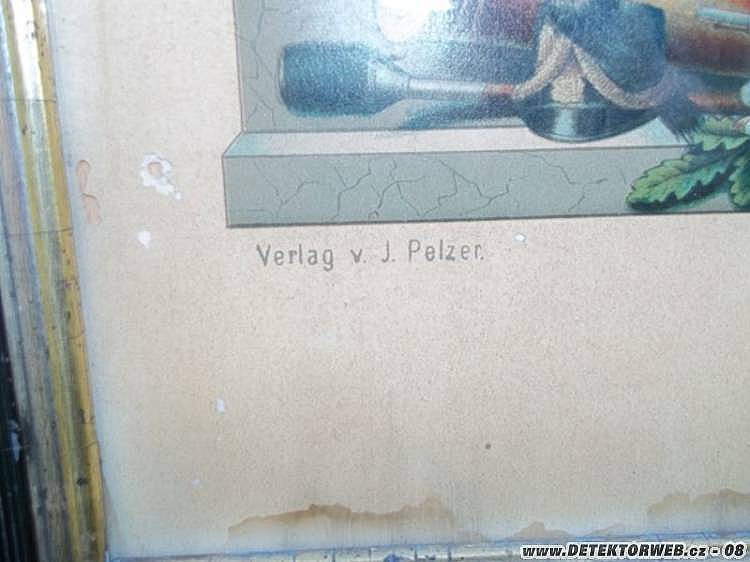 Verlag v. J. Pelzer.
www.DETEKTORWEB.cz - 08